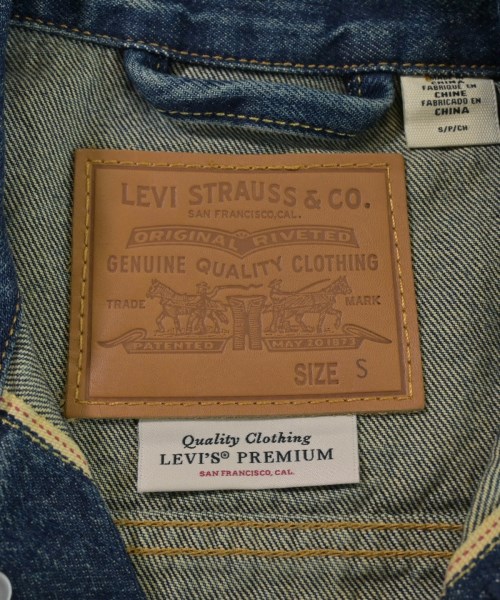 CHINA
FABRIQUÉ EN
CHINE
FABRICADO EN
CHINA
S/P/CH
LEVI STRAUSS & CO.
SAN FRANCISCO, CAL.
ORIGINAL RIVETED
GENUINE QUALITY CLOTHING
TRADE MARK
PATENTED MAY 20 1873
SIZE S
Quality Clothing
LEVI'S® PREMIUM
SAN FRANCISCO, CAL.